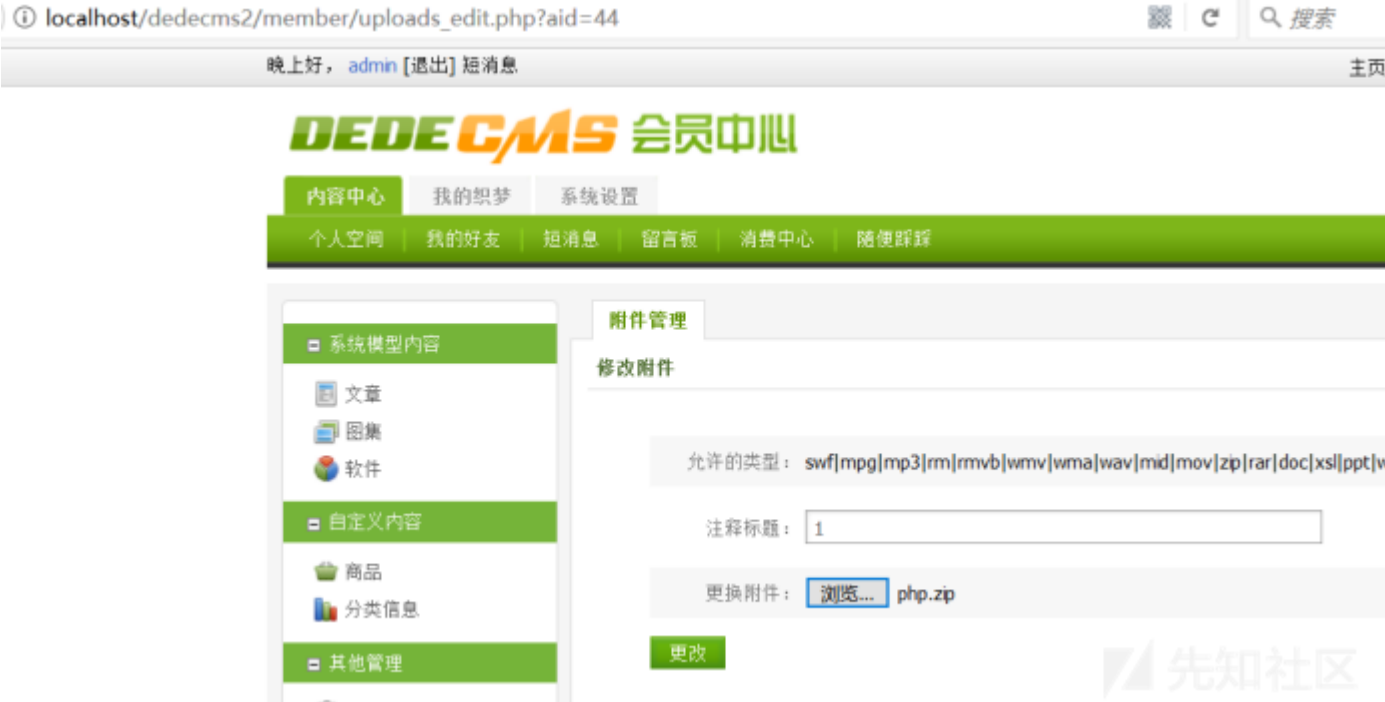 localhost/dedecms2/member/uploads_edit.php?aid=44 搜索
晚上好， admin [退出] 短消息 主页
DEDECMS 会员中心
内容中心 我的织梦 系统设置
个人空间 我的好友 短消息 留言板 消费中心 随便踩踩
附件管理
系统模型内容
修改附件
文章
图集
允许的类型： swf|mpg|mp3|rm|rmvb|wmv|wma|wav|mid|mov|zip|rar|doc|xsl|ppt|w
软件
自定义内容
注释标题： 1
商品
更换附件： 浏览... php.zip
分类信息
更改
其他管理
先知社区